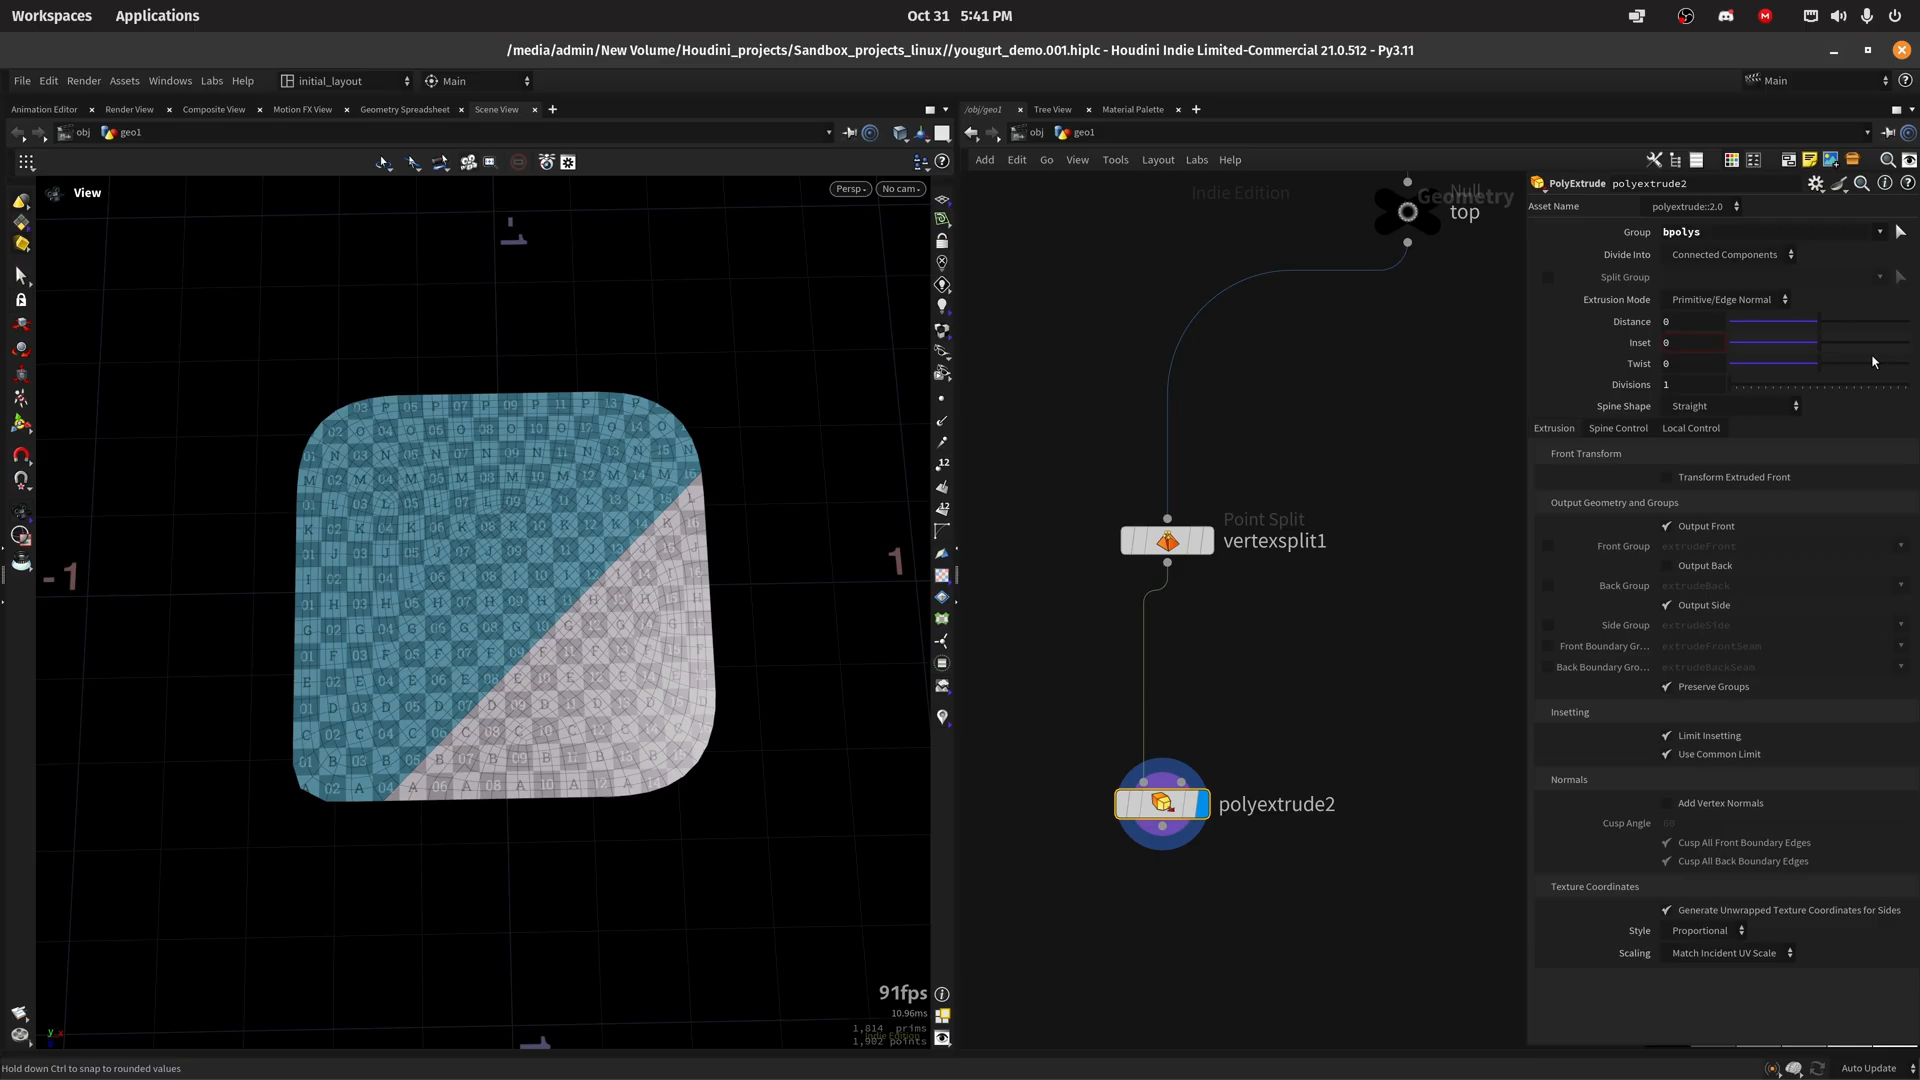 Workspaces Applications Oct 31 5:41 PM
/media/admin/New Volume/Houdini_projects/Sandbox_projects_linux//yougurt_demo.001.hiplc - Houdini Indie Limited-Commercial 21.0.512 - Py3.11
File Edit Render Assets Windows Labs Help initial_layout Main Main
Animation Editor Render View Composite View Motion FX View Geometry Spreadsheet Scene View
obj geo1
View
Persp No cam
-1
1
12
12
91fps
10.96ms
1,814 prims
1,902 points
Indie Edition
/obj/geo1 Tree View Material Palette
obj geo1
Add Edit Go View Tools Layout Labs Help
Indie Edition
Geometry
Null
top
Point Split
vertexsplit1
polyextrude2
PolyExtrude polyextrude2
Asset Name polyextrude::2.0
Group bpolys
Divide Into Connected Components
Split Group
Extrusion Mode Primitive/Edge Normal
Distance 0
Inset 0
Twist 0
Divisions 1
Spine Shape Straight
Extrusion Spine Control Local Control
Front Transform
Transform Extruded Front
Output Geometry and Groups
Output Front
Front Group extrudeFront
Output Back
Back Group extrudeBack
Output Side
Side Group extrudeSide
Front Boundary Gr... extrudeFrontSeam
Back Boundary Gro... extrudeBackSeam
Preserve Groups
Insetting
Limit Insetting
Use Common Limit
Normals
Add Vertex Normals
Cusp Angle 60
Cusp All Front Boundary Edges
Cusp All Back Boundary Edges
Texture Coordinates
Generate Unwrapped Texture Coordinates for Sides
Style Proportional
Scaling Match Incident UV Scale
Hold down Ctrl to snap to rounded values
Auto Update